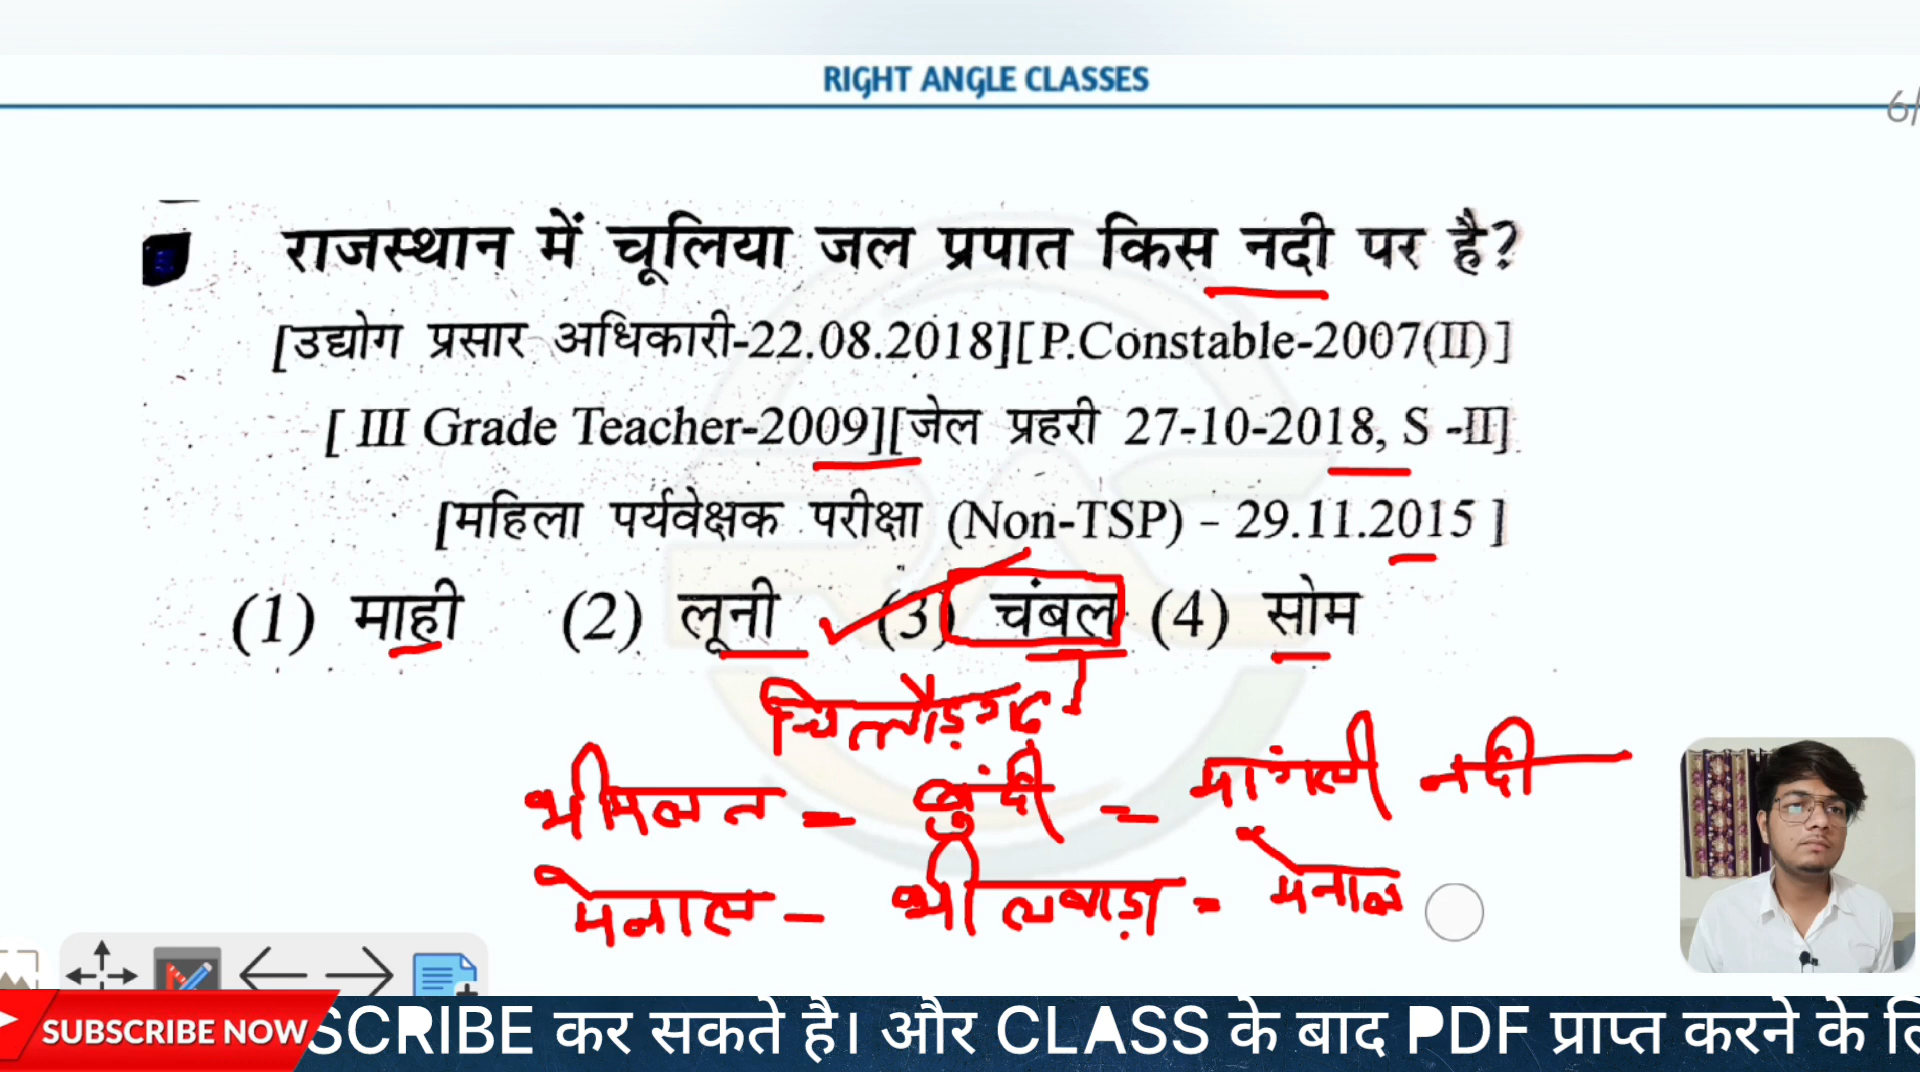 RIGHT ANGLE CLASSES
6/
राजस्थान में चूलिया जल प्रपात किस नदी पर है?
[उद्योग प्रसार अधिकारी-22.08.2018][P.Constable-2007(II)]
[ III Grade Teacher-2009][जेल प्रहरी 27-10-2018, S -II]
[महिला पर्यवेक्षक परीक्षा (Non-TSP) - 29.11.2015 ]
(1) माही (2) लूनी (3) चंबल (4) सोम
चित्तौड़गढ़
भीमलत = बुंदी = मांगली नदी
मेनाल - भीलवाड़ा - मेनाल
SUBSCRIBE NOW
SCRIBE कर सकते है। और CLASS के बाद PDF प्राप्त करने के लि